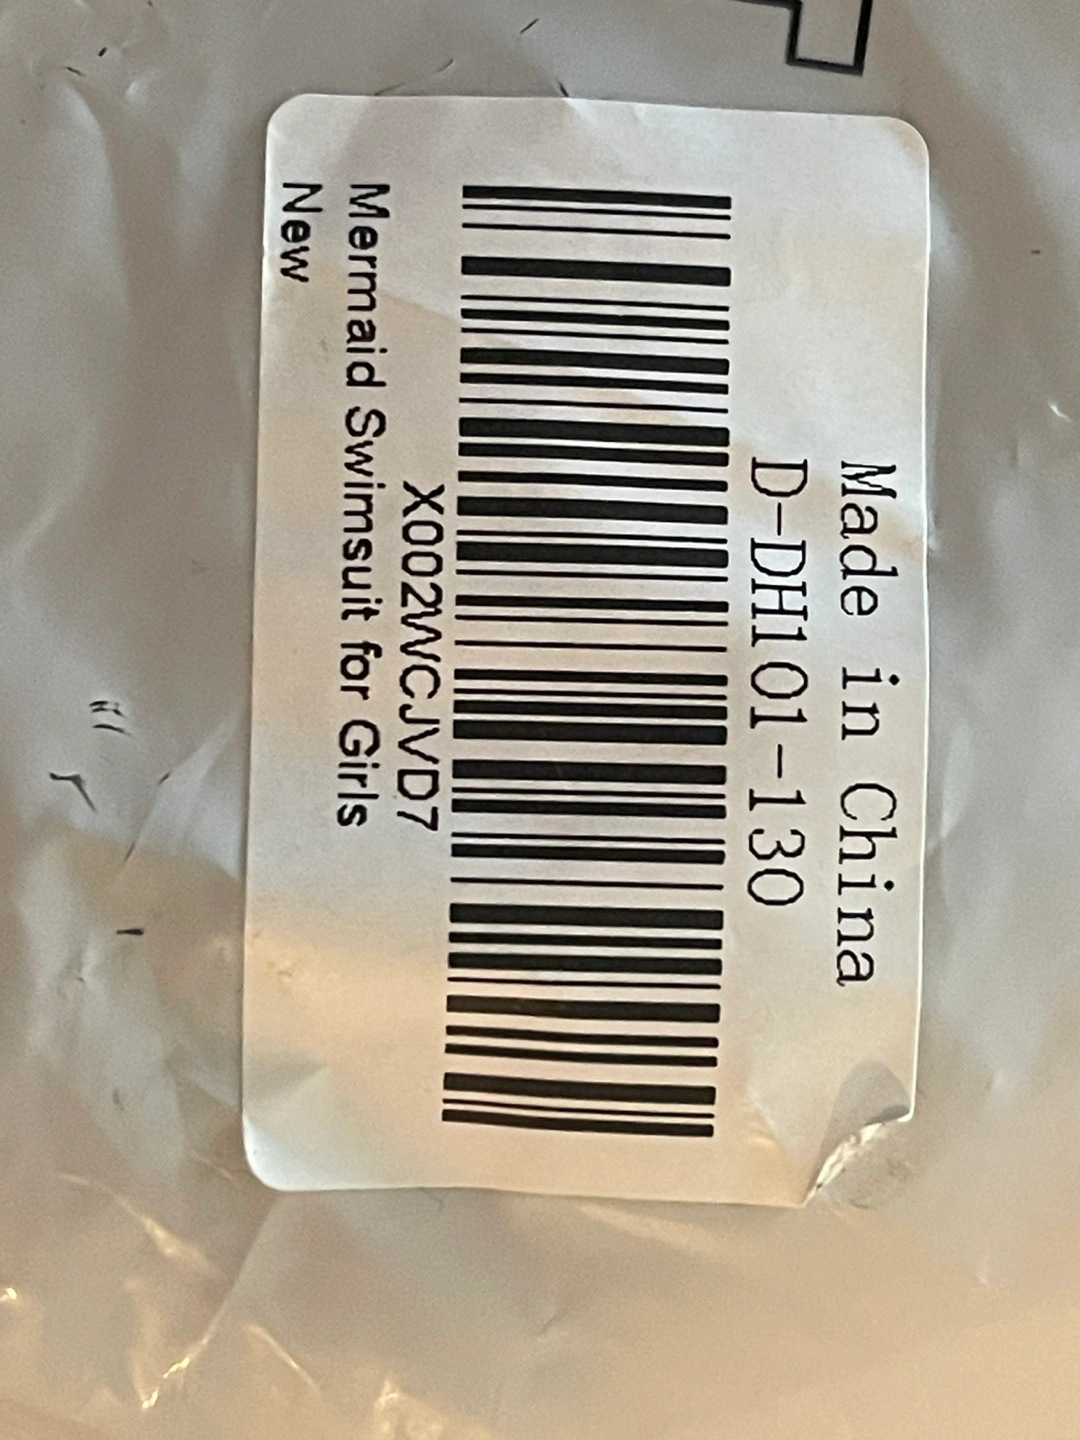 Made in China
D-DH101-130
X002WCJVD7
Mermaid Swimsuit for Girls
New